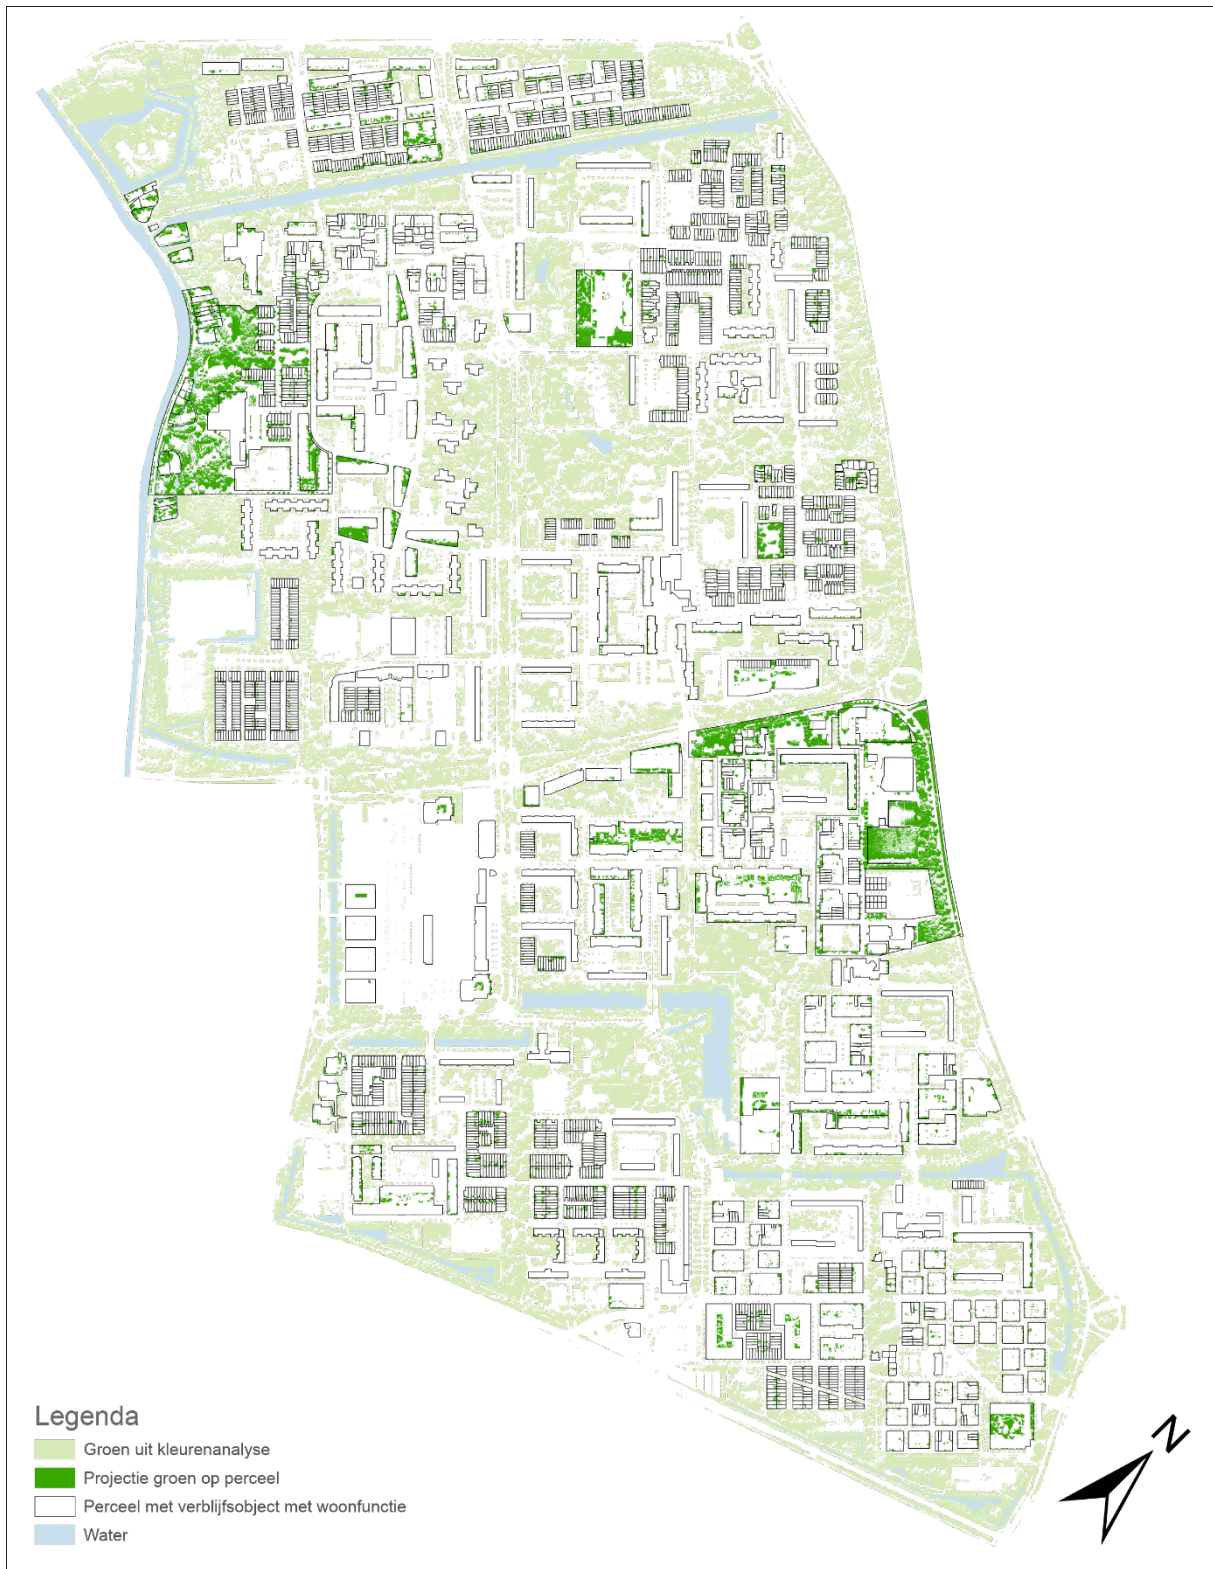 Legenda
Groen uit kleurenanalyse
Projectie groen op perceel
Perceel met verblijfsobject met woonfunctie
Water
N